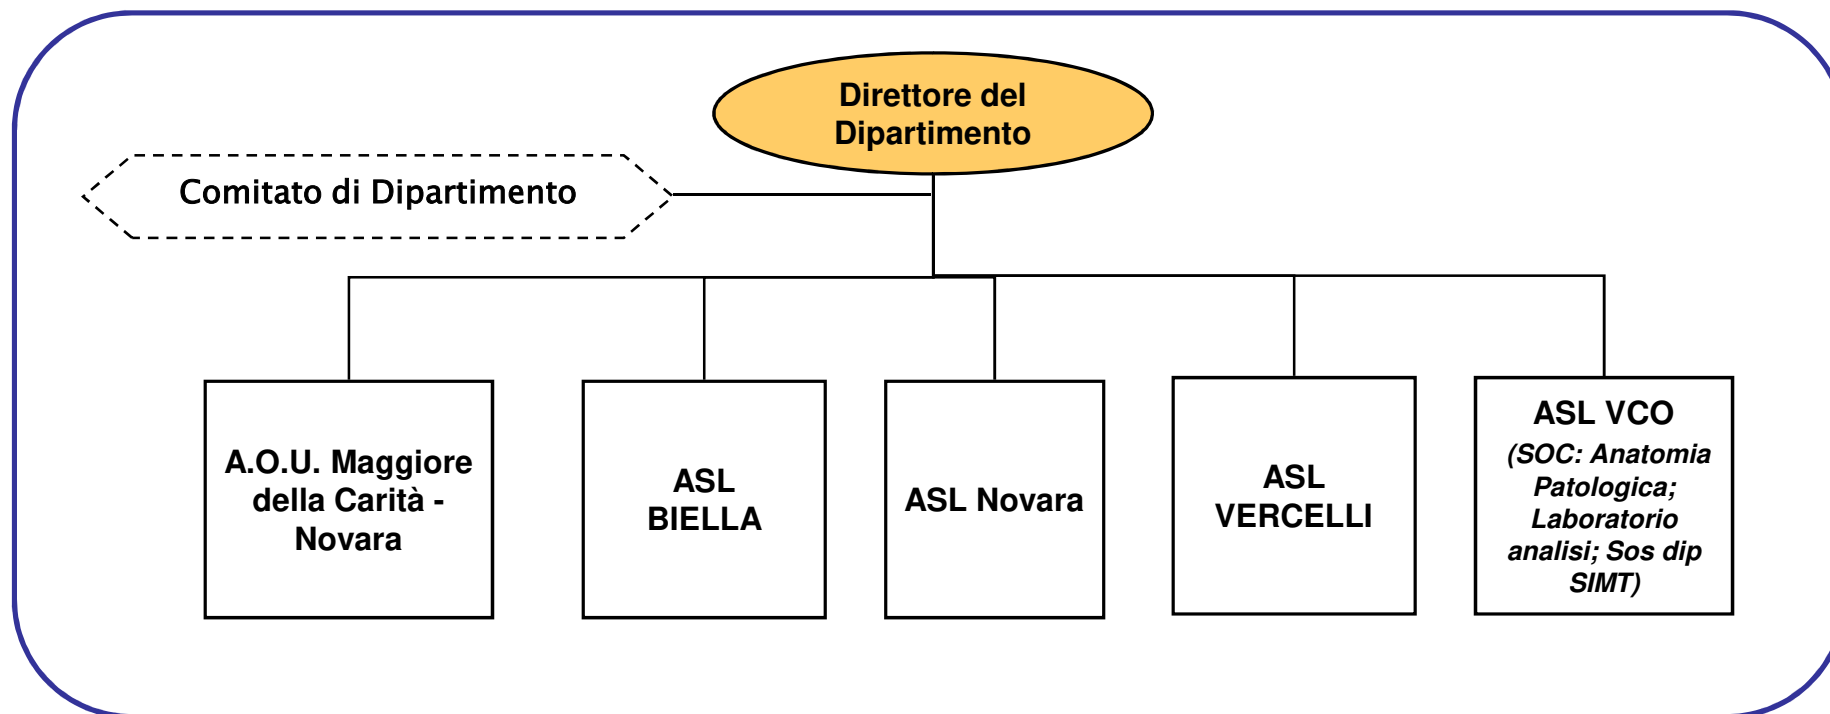 Direttore del
Dipartimento
Comitato di Dipartimento
A.O.U. Maggiore
della Carità -
Novara
ASL
BIELLA
ASL Novara
ASL
VERCELLI
ASL VCO
(SOC: Anatomia
Patologica;
Laboratorio
analisi; Sos dip
SIMT)